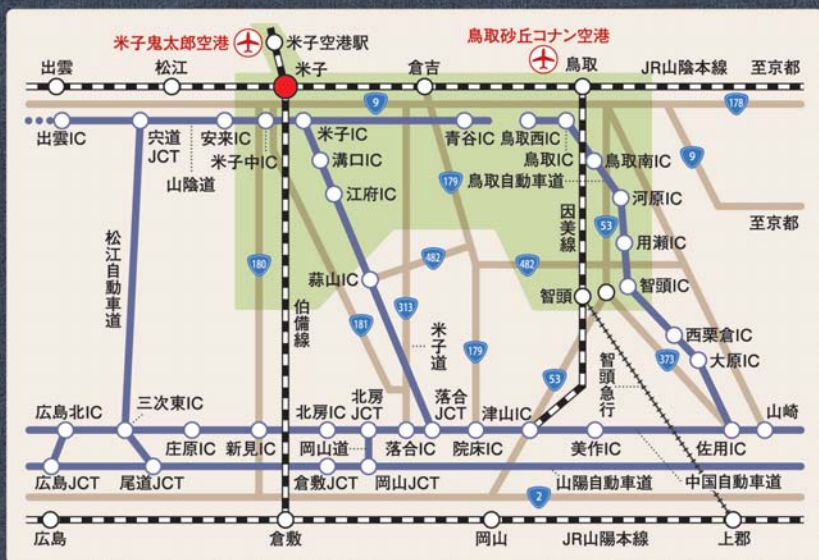 米子鬼太郎空港
米子空港駅
鳥取砂丘コナン空港
出雲
松江
米子
倉吉
鳥取
JR山陰本線
至京都
9
178
出雲IC
宍道
JCT
安来IC
米子中IC
米子IC
青谷IC
鳥取西IC
鳥取IC
鳥取自動車道
鳥取南IC
山陰道
溝口IC
江府IC
179
9
河原IC
因美線
53
至京都
松江自動車道
用瀬IC
180
482
482
蒜山IC
智頭
智頭IC
伯備線
313
181
米子道
179
西栗倉IC
373
大原IC
53
智頭急行
広島北IC
三次東IC
北房IC
北房
JCT
落合
JCT
津山IC
山崎
庄原IC
新見IC
岡山道
落合IC
院庄IC
美作IC
佐用IC
広島JCT
尾道JCT
倉敷JCT
岡山JCT
山陽自動車道
中国自動車道
2
広島
倉敷
岡山
JR山陽本線
上郡